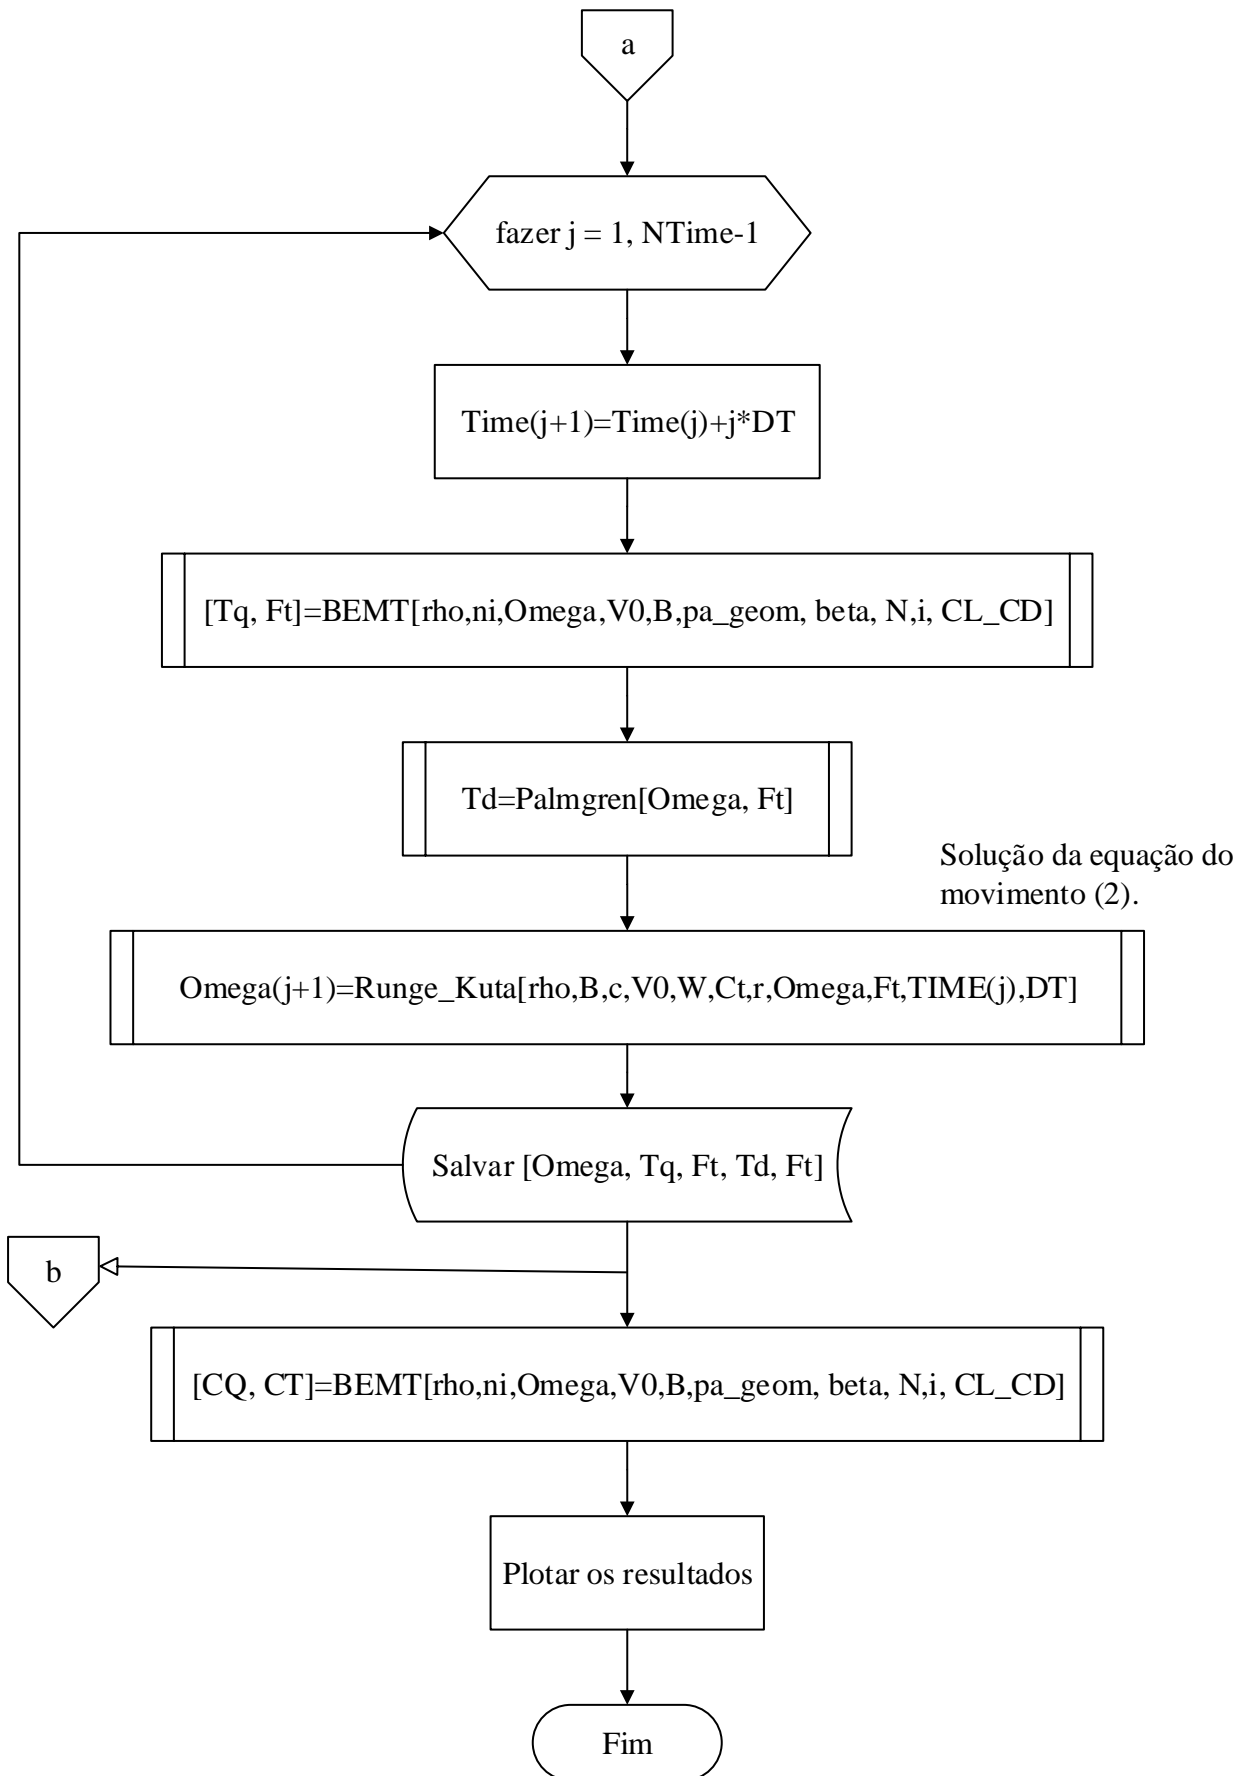 a
fazer j = 1, NTime-1
Time(j+1)=Time(j)+j*DT
[Tq, Ft]=BEMT[rho,ni,Omega,V0,B,pa_geom, beta, N,i, CL_CD]
Td=Palmgren[Omega, Ft]
Solução da equação do
movimento (2).
Omega(j+1)=Runge_Kuta[rho,B,c,V0,W,Ct,r,Omega,Ft,TIME(j),DT]
Salvar [Omega, Tq, Ft, Td, Ft]
b
[CQ, CT]=BEMT[rho,ni,Omega,V0,B,pa_geom, beta, N,i, CL_CD]
Plotar os resultados
Fim